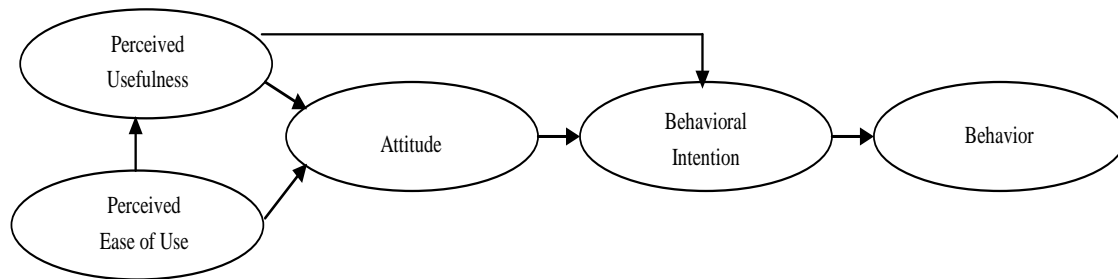 Perceived
Usefulness
Attitude
Behavioral
Intention
Behavior
Perceived
Ease of Use